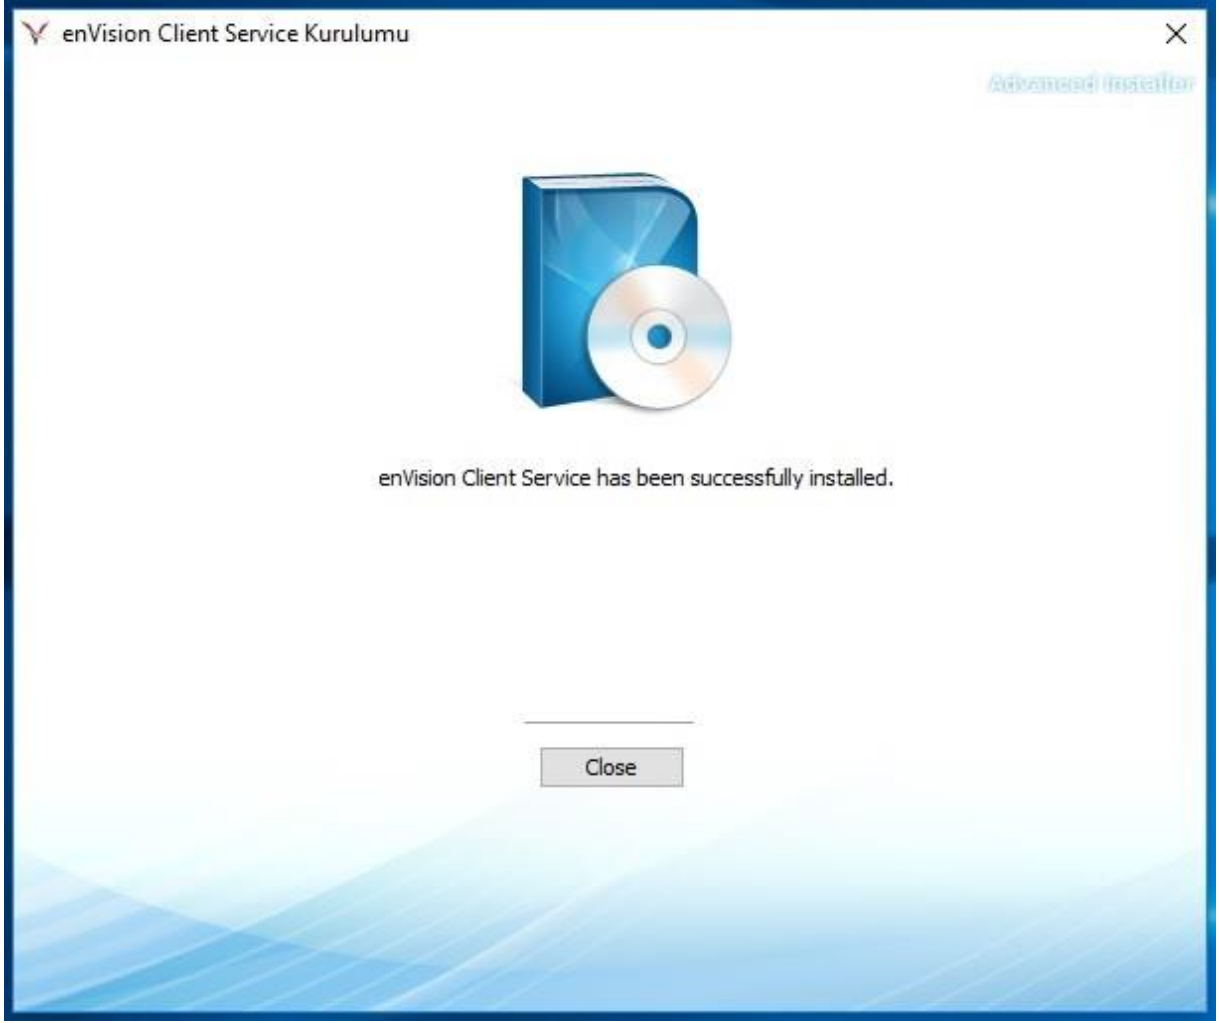 enVision Client Service Kurulumu
Advanced Installer
enVision Client Service has been successfully installed.
Close